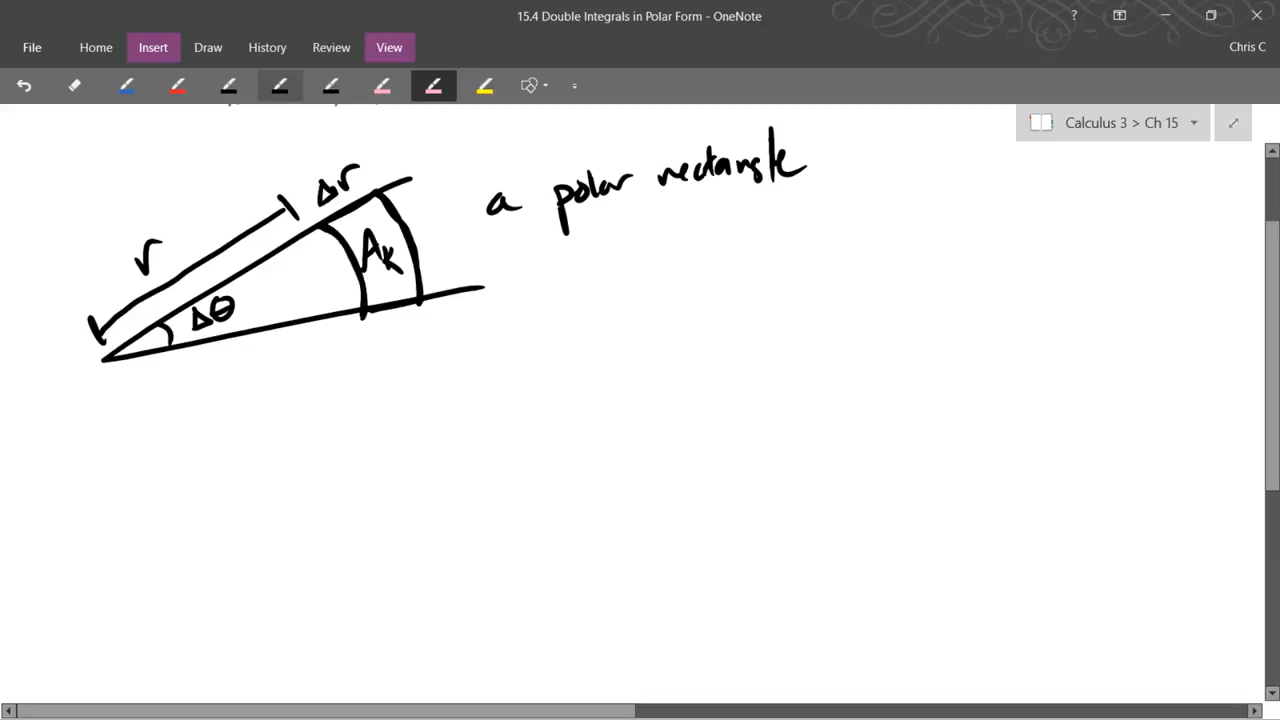 15.4 Double Integrals in Polar Form - OneNote
?
File Home Insert Draw History Review View
Chris C
Calculus 3 > Ch 15
a polar rectangle
Δr
r
A_K
Δθ